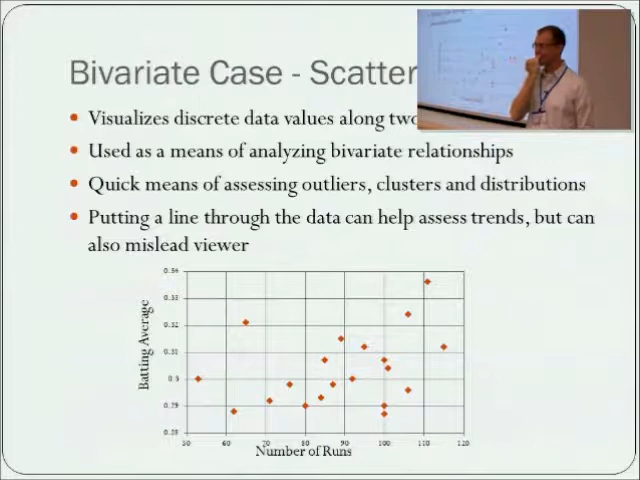 Bivariate Case - Scatter
Visualizes discrete data values along two
Used as a means of analyzing bivariate relationships
Quick means of assessing outliers, clusters and distributions
Putting a line through the data can help assess trends, but can
also mislead viewer
0.34
0.33
0.32
0.31
0.3
0.29
0.28
Batting Average
50 60 70 80 90 100 110 120
Number of Runs